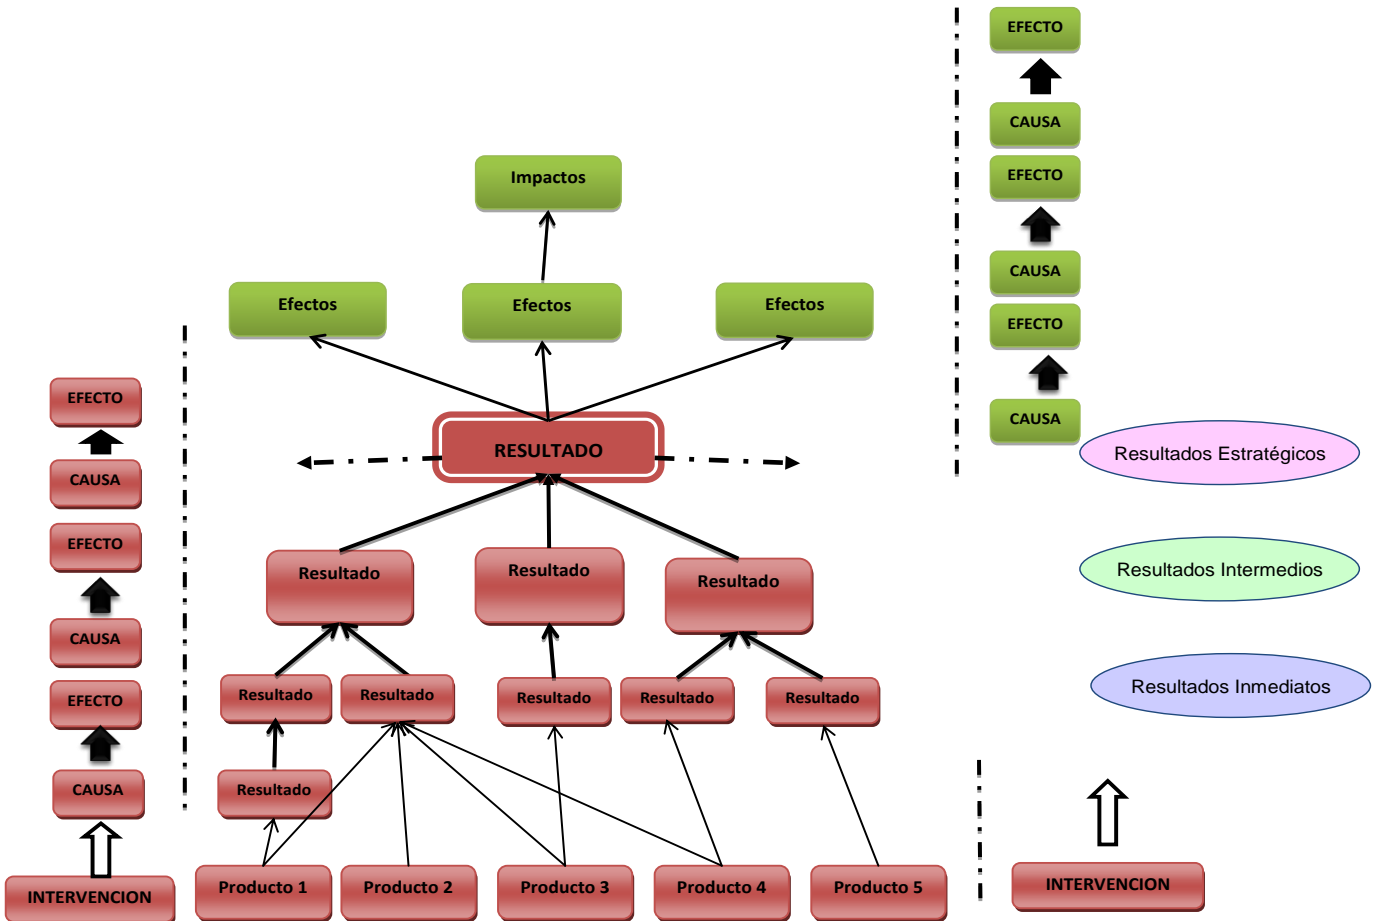 EFECTO
CAUSA
EFECTO
CAUSA
EFECTO
CAUSA
Impactos
Efectos
Efectos
Efectos
RESULTADO
Resultados Estratégicos
EFECTO
CAUSA
EFECTO
CAUSA
EFECTO
CAUSA
INTERVENCION
Resultado
Resultado
Resultado
Resultados Intermedios
Resultado
Resultado
Resultado
Resultado
Resultado
Resultados Inmediatos
Resultado
Producto 1
Producto 2
Producto 3
Producto 4
Producto 5
INTERVENCION